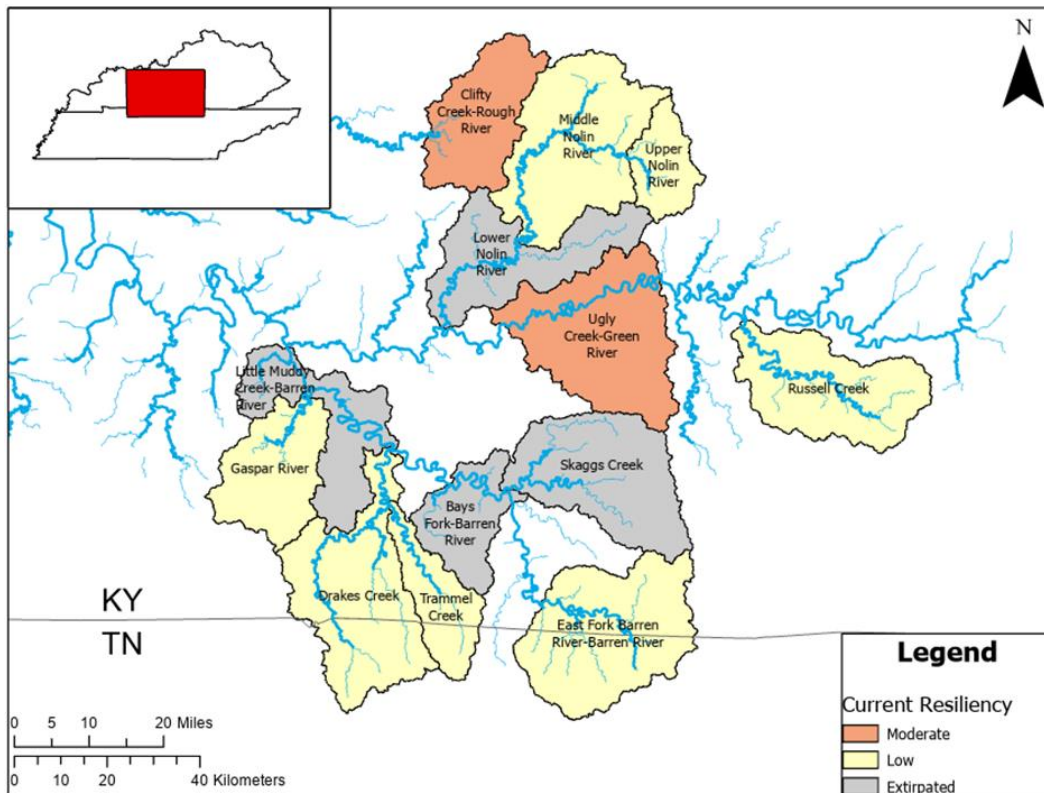 N
Clifty
Creek-Rough
River
Middle
Nolin
River
Upper
Nolin
River
Lower
Nolin
River
Ugly
Creek-Green
River
Little Muddy
Creek-Barren
River
Russell Creek
Gaspar River
Skaggs Creek
Bays
Fork-Barren
River
Drakes Creek
Trammel
Creek
East Fork Barren
River-Barren River
KY
TN
0 5 10 20 Miles
0 10 20 40 Kilometers
Legend
Current Resiliency
Moderate
Low
Extirpated